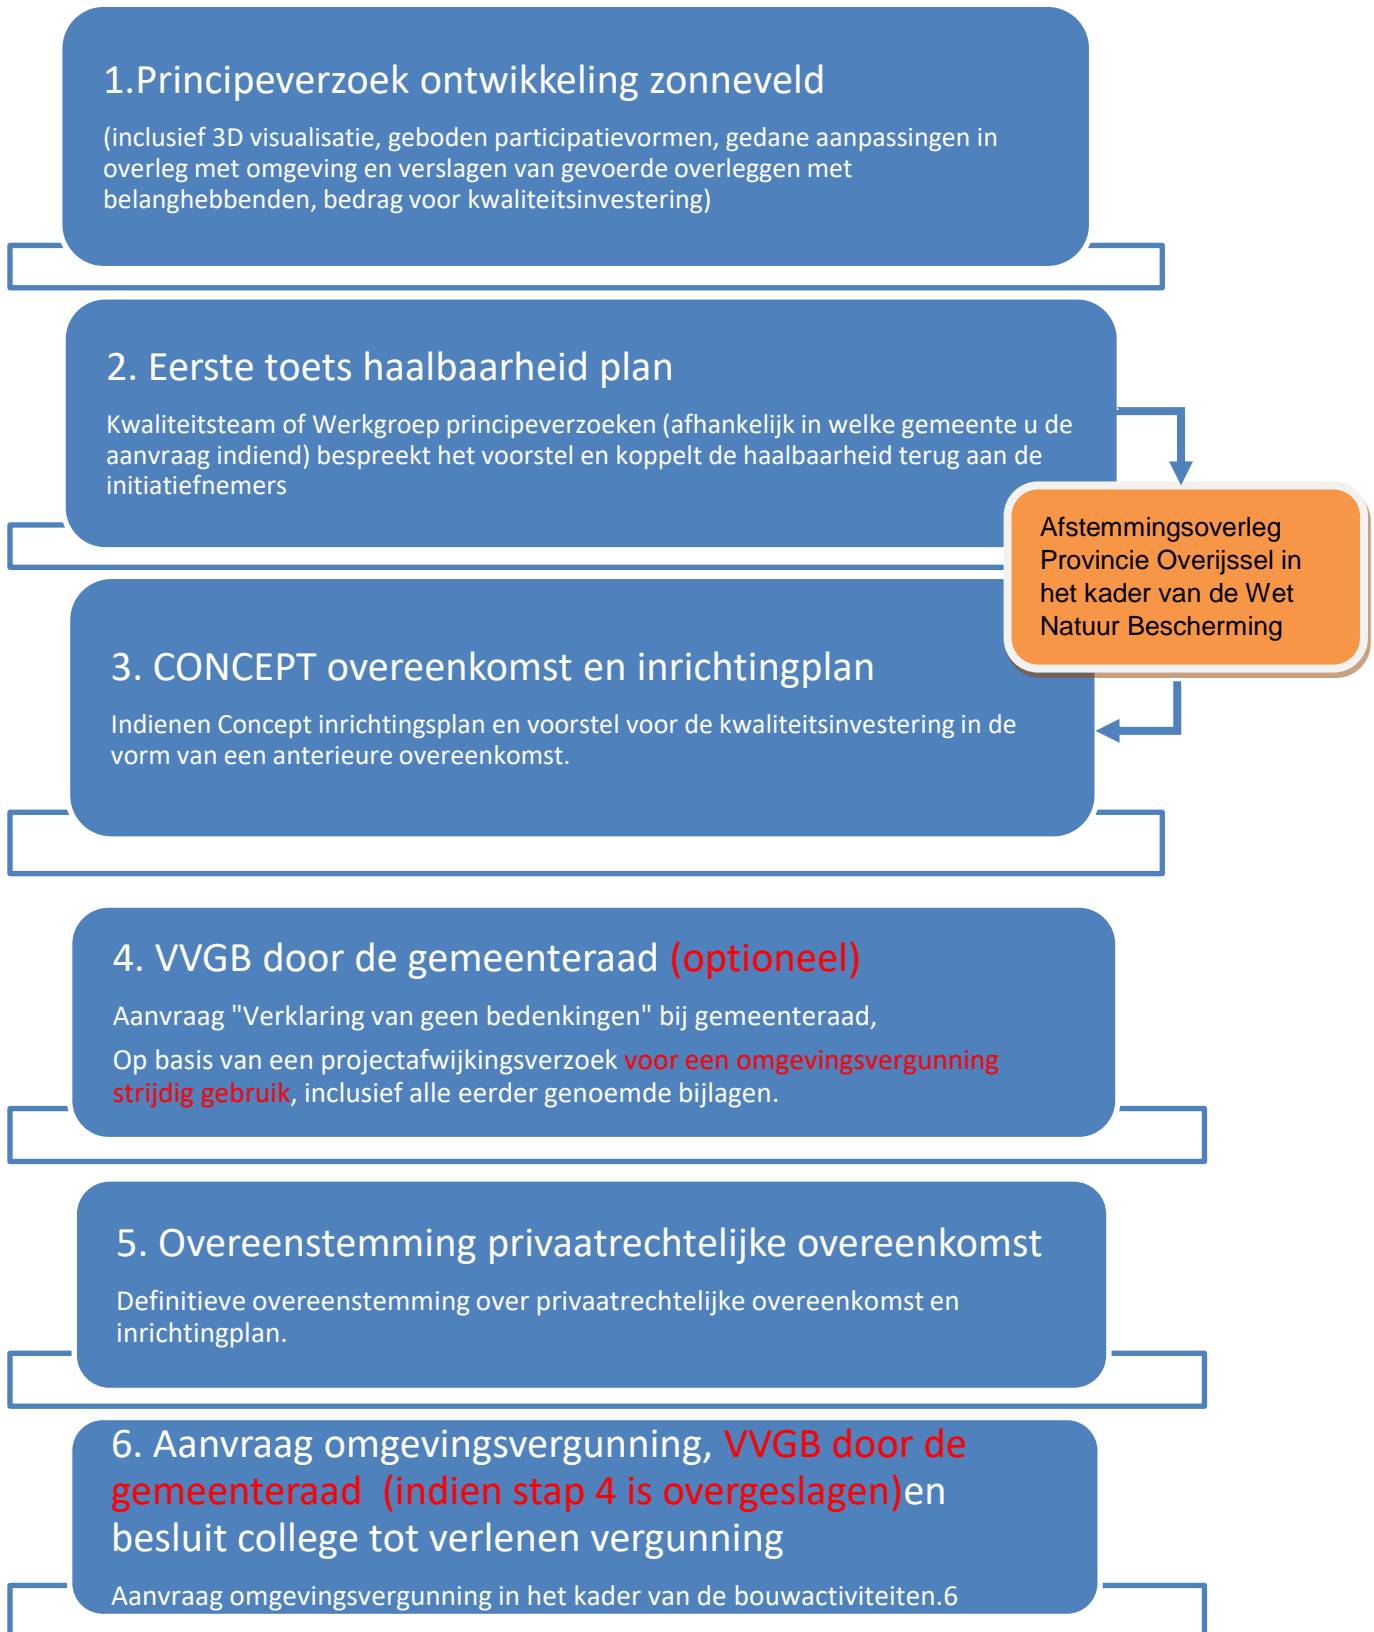 1.Principeverzoek ontwikkeling zonneveld
(inclusief 3D visualisatie, geboden participatievormen, gedane aanpassingen in
overleg met omgeving en verslagen van gevoerde overleggen met
belanghebbenden, bedrag voor kwaliteitsinvestering)
2. Eerste toets haalbaarheid plan
Kwaliteitsteam of Werkgroep principeverzoeken (afhankelijk in welke gemeente u de
aanvraag indiend) bespreekt het voorstel en koppelt de haalbaarheid terug aan de
initiatiefnemers
Afstemmingsoverleg
Provincie Overijssel in
het kader van de Wet
Natuur Bescherming
3. CONCEPT overeenkomst en inrichtingplan
Indienen Concept inrichtingsplan en voorstel voor de kwaliteitsinvestering in de
vorm van een anterieure overeenkomst.
4. VVGB door de gemeenteraad (optioneel)
Aanvraag "Verklaring van geen bedenkingen" bij gemeenteraad,
Op basis van een projectafwijkingsverzoek voor een omgevingsvergunning
strijdig gebruik, inclusief alle eerder genoemde bijlagen.
5. Overeenstemming privaatrechtelijke overeenkomst
Definitieve overeenstemming over privaatrechtelijke overeenkomst en
inrichtingplan.
6. Aanvraag omgevingsvergunning, VVGB door de
gemeenteraad  (indien stap 4 is overgeslagen)en
besluit college tot verlenen vergunning
Aanvraag omgevingsvergunning in het kader van de bouwactiviteiten.6